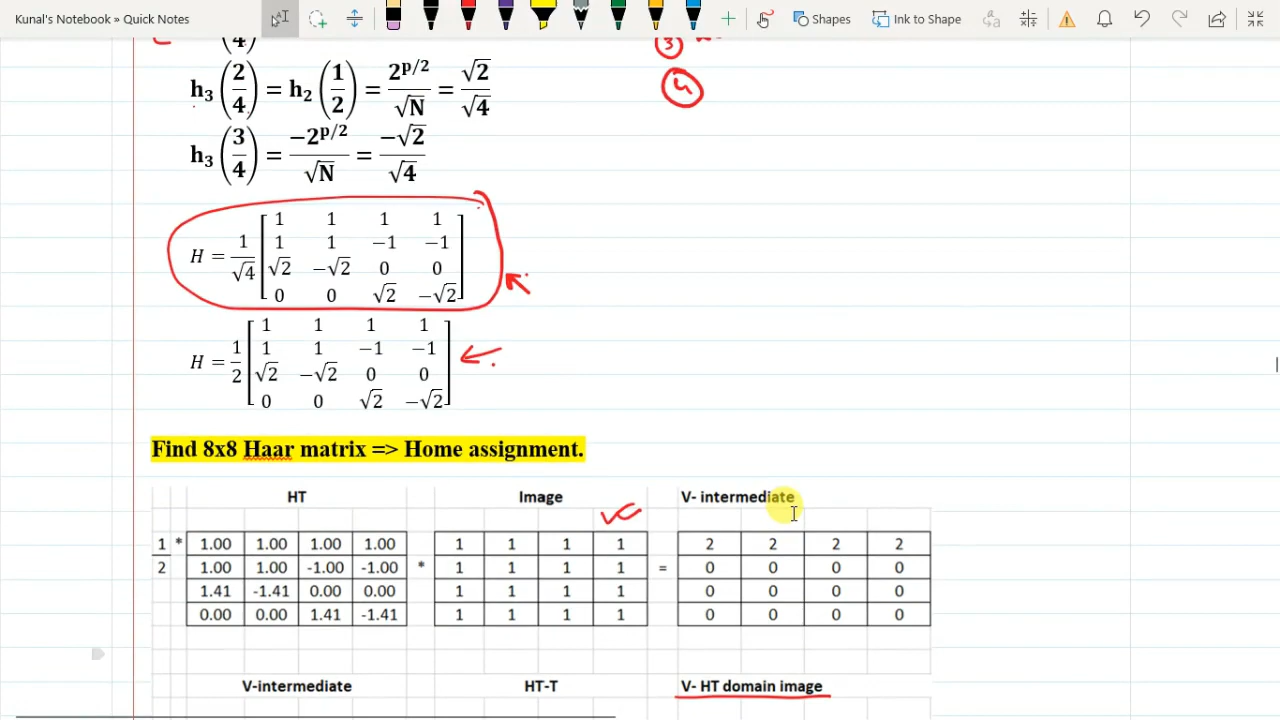 Kunal's Notebook » Quick Notes
Shapes Ink to Shape
(4) 3
h₃(2/4) = h₂(1/2) = 2^(p/2)/√N = √2/√4 4
h₃(3/4) = −2^(p/2)/√N = −√2/√4
H = 1/√4 [
1 1 1 1
1 1 −1 −1
√2 −√2 0 0
0 0 √2 −√2 ]
H = 1/2 [
1 1 1 1
1 1 −1 −1
√2 −√2 0 0
0 0 √2 −√2 ]
Find 8x8 Haar matrix => Home assignment.
HT Image V- intermediate
1 * 1.00 1.00 1.00 1.00 1 1 1 1 2 2 2 2
2 1.00 1.00 -1.00 -1.00 * 1 1 1 1 = 0 0 0 0
1.41 -1.41 0.00 0.00 1 1 1 1 0 0 0 0
0.00 0.00 1.41 -1.41 1 1 1 1 0 0 0 0
V-intermediate HT-T V- HT domain image